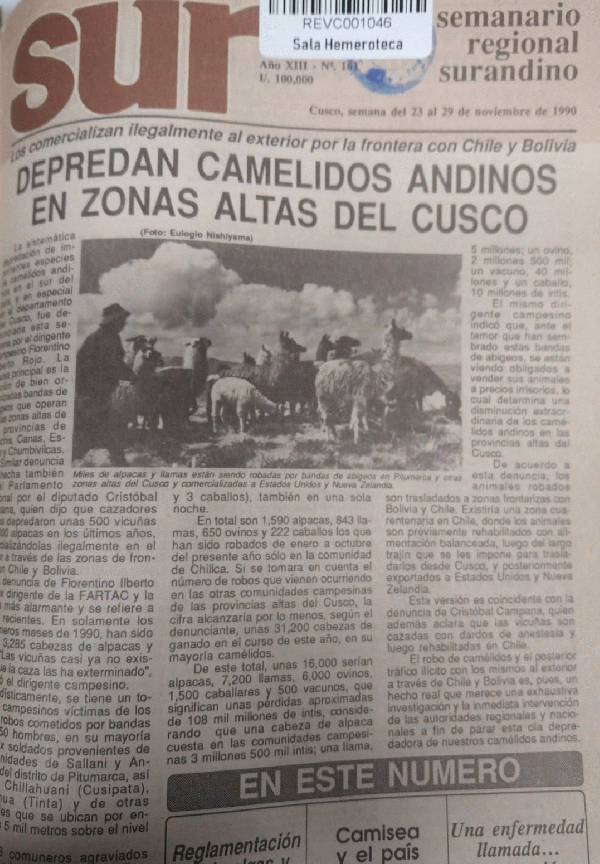 sur
REVC001046
Sala Hemeroteca
semanario
regional
surandino
Año XIII - Nº.
I/. 100,000
Cusco, semana del 23 al 29 de noviembre de 1990
Los comercializan ilegalmente al exterior por la frontera con Chile y Bolivia
DEPREDAN CAMELIDOS ANDINOS
EN ZONAS ALTAS DEL CUSCO
(Foto: Eulogio Nishiyama)
La sistemática
depredación de im-
especies
camélidos andi-
en el sur del
y en especial
departamento
Cusco, fue de-
esta se-
por el dirigente
Florentino
Rojo. La
principal es la
de bien or-
bandas de
que operan
zonas altas de
provincias de
Canas, Es-
y Chumbivilcas.
Similar denuncia
hecha también
Parlamento
por el diputado Cristóbal
quien dijo que cazadores
depredaron unas 500 vicuñas
alpacas en los últimos años,
ilegalmente en el
a través de las zonas de fron-
Chile y Bolivia.
denuncia de Florentino Ilberto
dirigente de la FARTAC y la
más alarmante y se refiere a
recientes. En solamente los
meses de 1990, han sido
3,285 cabezas de alpacas y
"Las vicuñas casi ya no exis-
la caza las ha exterminado",
el dirigente campesino.
se tiene un to-
campesinos víctimas de los
robos cometidos por bandas
50 hombres, en su mayoría
soldados provenientes de
de Sallani y An-
del distrito de Pitumarca, así
Chillahuani (Cusipata),
(Tinta) y de otras
que se ubican por en-
5 mil metros sobre el nivel
comuneros agraviados
Miles de alpacas y llamas están siendo robadas por bandas de abigeos en Pitumarca y otras
zonas altas del Cusco y comercializadas a Estados Unidos y Nueva Zelandia.
y 3 caballos), también en una sola
noche.
En total son 1,590 alpacas, 843 lla-
mas, 650 ovinos y 222 caballos los que
han sido robados de enero a octubre
del presente año sólo en la comunidad
de Chillca. Si se tomara en cuenta el
número de robos que vienen ocurriendo
en las otras comunidades campesinas
de las provincias altas del Cusco, la
cifra alcanzaría por lo menos, según el
denunciante, unas 31,200 cabezas de
ganado en el curso de este año, en su
mayoría camélidos.
De este total, unas 16,000 serían
alpacas, 7,200 llamas, 6,000 ovinos,
1,500 caballares y 500 vacunos, que
significan unas pérdidas aproximadas
de 108 mil millones de intis, conside-
rando que una cabeza de alpaca
cuesta en las comunidades campesi-
nas 3 millones 500 mil intis; una llama,
5 millones; un ovino,
2 millones 500 mil;
un vacuno, 40 mi-
llones y un caballo,
10 millones de intis.
El mismo diri-
gente campesino
indicó que, ante el
temor que han sem-
brado estas bandas
de abigeos, se están
viendo obligados a
vender sus animales
a precios irrisorios, lo
cual determina una
disminución extraor-
dinaria de los camé-
lidos andinos en las
provincias altas del
Cusco.
De acuerdo a
esta denuncia, los
animales robados
son trasladados a zonas fronterizas con
Bolivia y Chile. Existiría una zona cua-
rentenaria en Chile, donde los animales
son previamente rehabilitados con ali-
mentación balanceada, luego del largo
trajín que se les impone para trasla-
darlos desde Cusco, y posteriormente
exportados a Estados Unidos y Nueva
Zelandia.
Esta versión es coincidente con la
denuncia de Cristóbal Campana, quien
además aclara que las vicuñas son
cazadas con dardos de anestesia y
luego rehabilitadas en Chile.
El robo de camélidos y el posterior
tráfico ilícito con los mismos al exterior
a través de Chile y Bolivia es, pues, un
hecho real que merece una exhaustiva
investigación y la inmediata intervención
de las autoridades regionales y nacio-
nales a fin de parar esta ola depre-
dadora de nuestros camélidos andinos.
EN ESTE NUMERO
Reglamentación
Camisea
y el país
Una enfermedad
llamada...